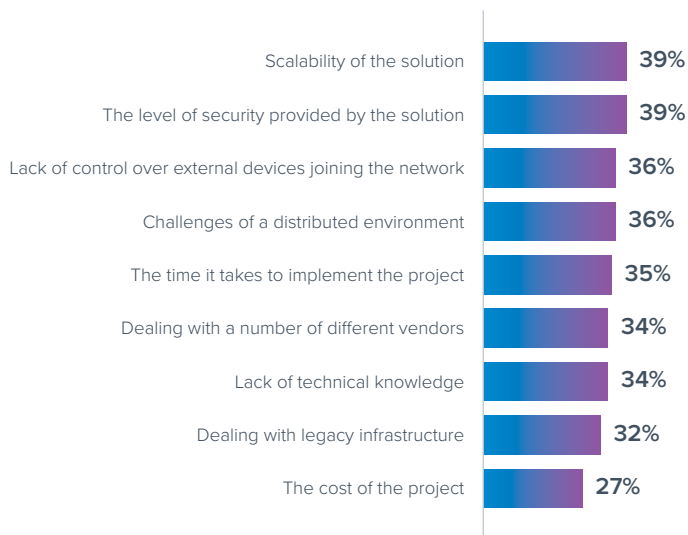 Scalability of the solution 39%
The level of security provided by the solution 39%
Lack of control over external devices joining the network 36%
Challenges of a distributed environment 36%
The time it takes to implement the project 35%
Dealing with a number of different vendors 34%
Lack of technical knowledge 34%
Dealing with legacy infrastructure 32%
The cost of the project 27%